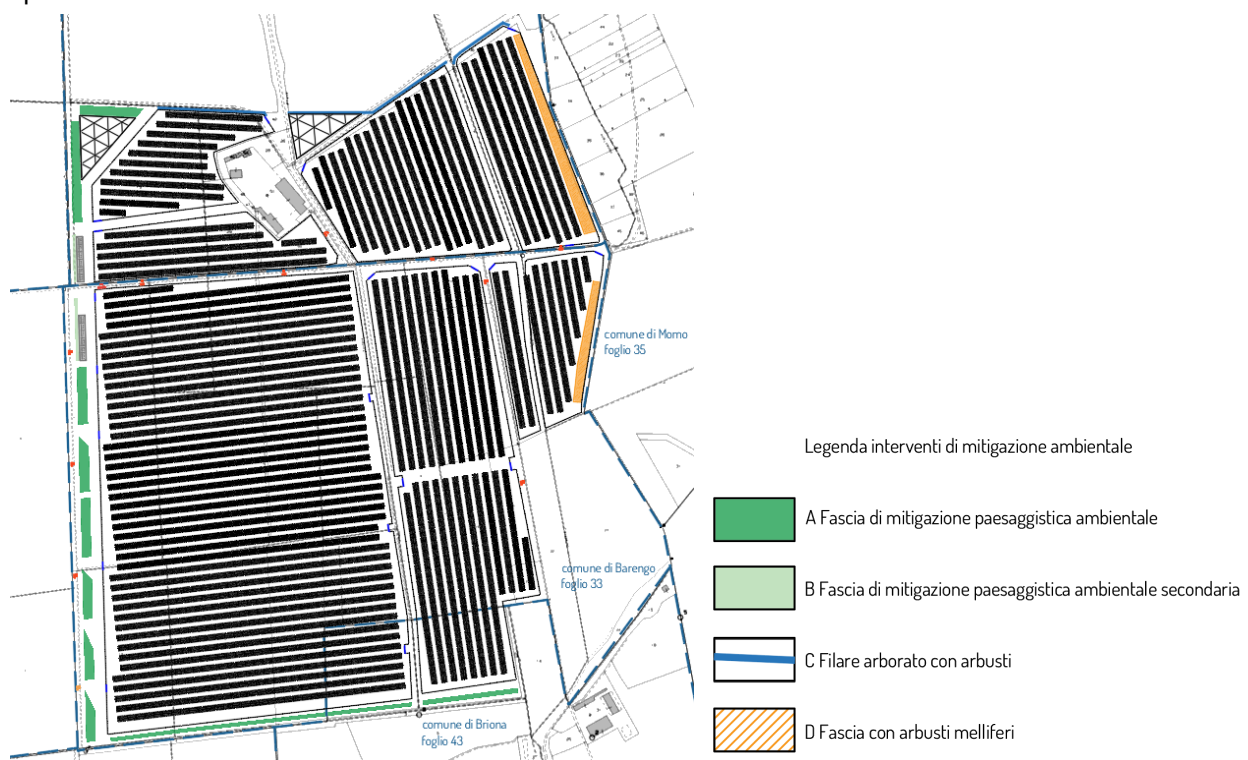 comune di Momo
foglio 35
Legenda interventi di mitigazione ambientale
A Fascia di mitigazione paesaggistica ambientale
comune di Barengo
foglio 33
B Fascia di mitigazione paesaggistica ambientale secondaria
C Filare arborato con arbusti
comune di Briona
foglio 43
D Fascia con arbusti melliferi